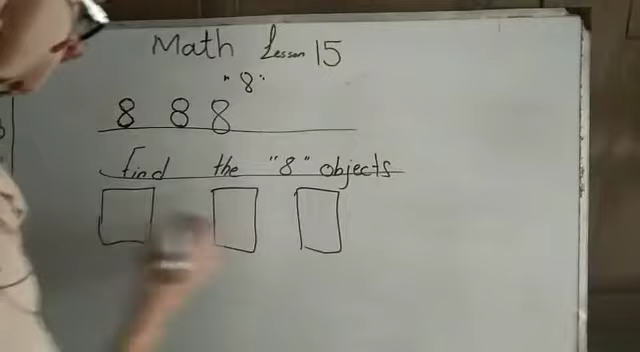 Math Lesson 15
"8"
8 8 8
find the "8" objects